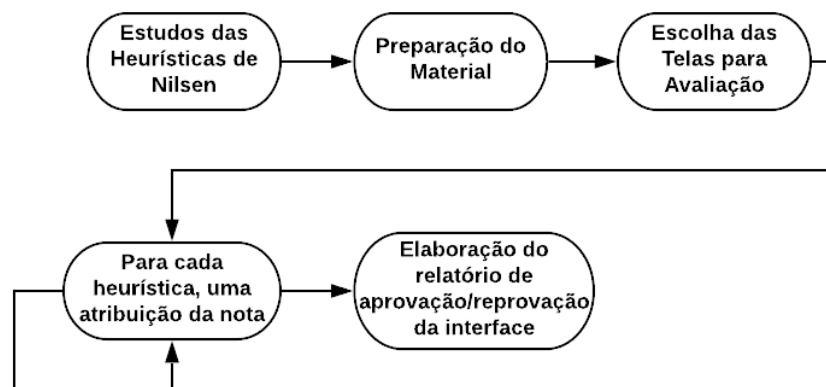 Estudos das
Heurísticas de
Nilsen
Preparação do
Material
Escolha das
Telas para
Avaliação
Para cada
heurística, uma
atribuição da nota
Elaboração do
relatório de
aprovação/reprovação
da interface